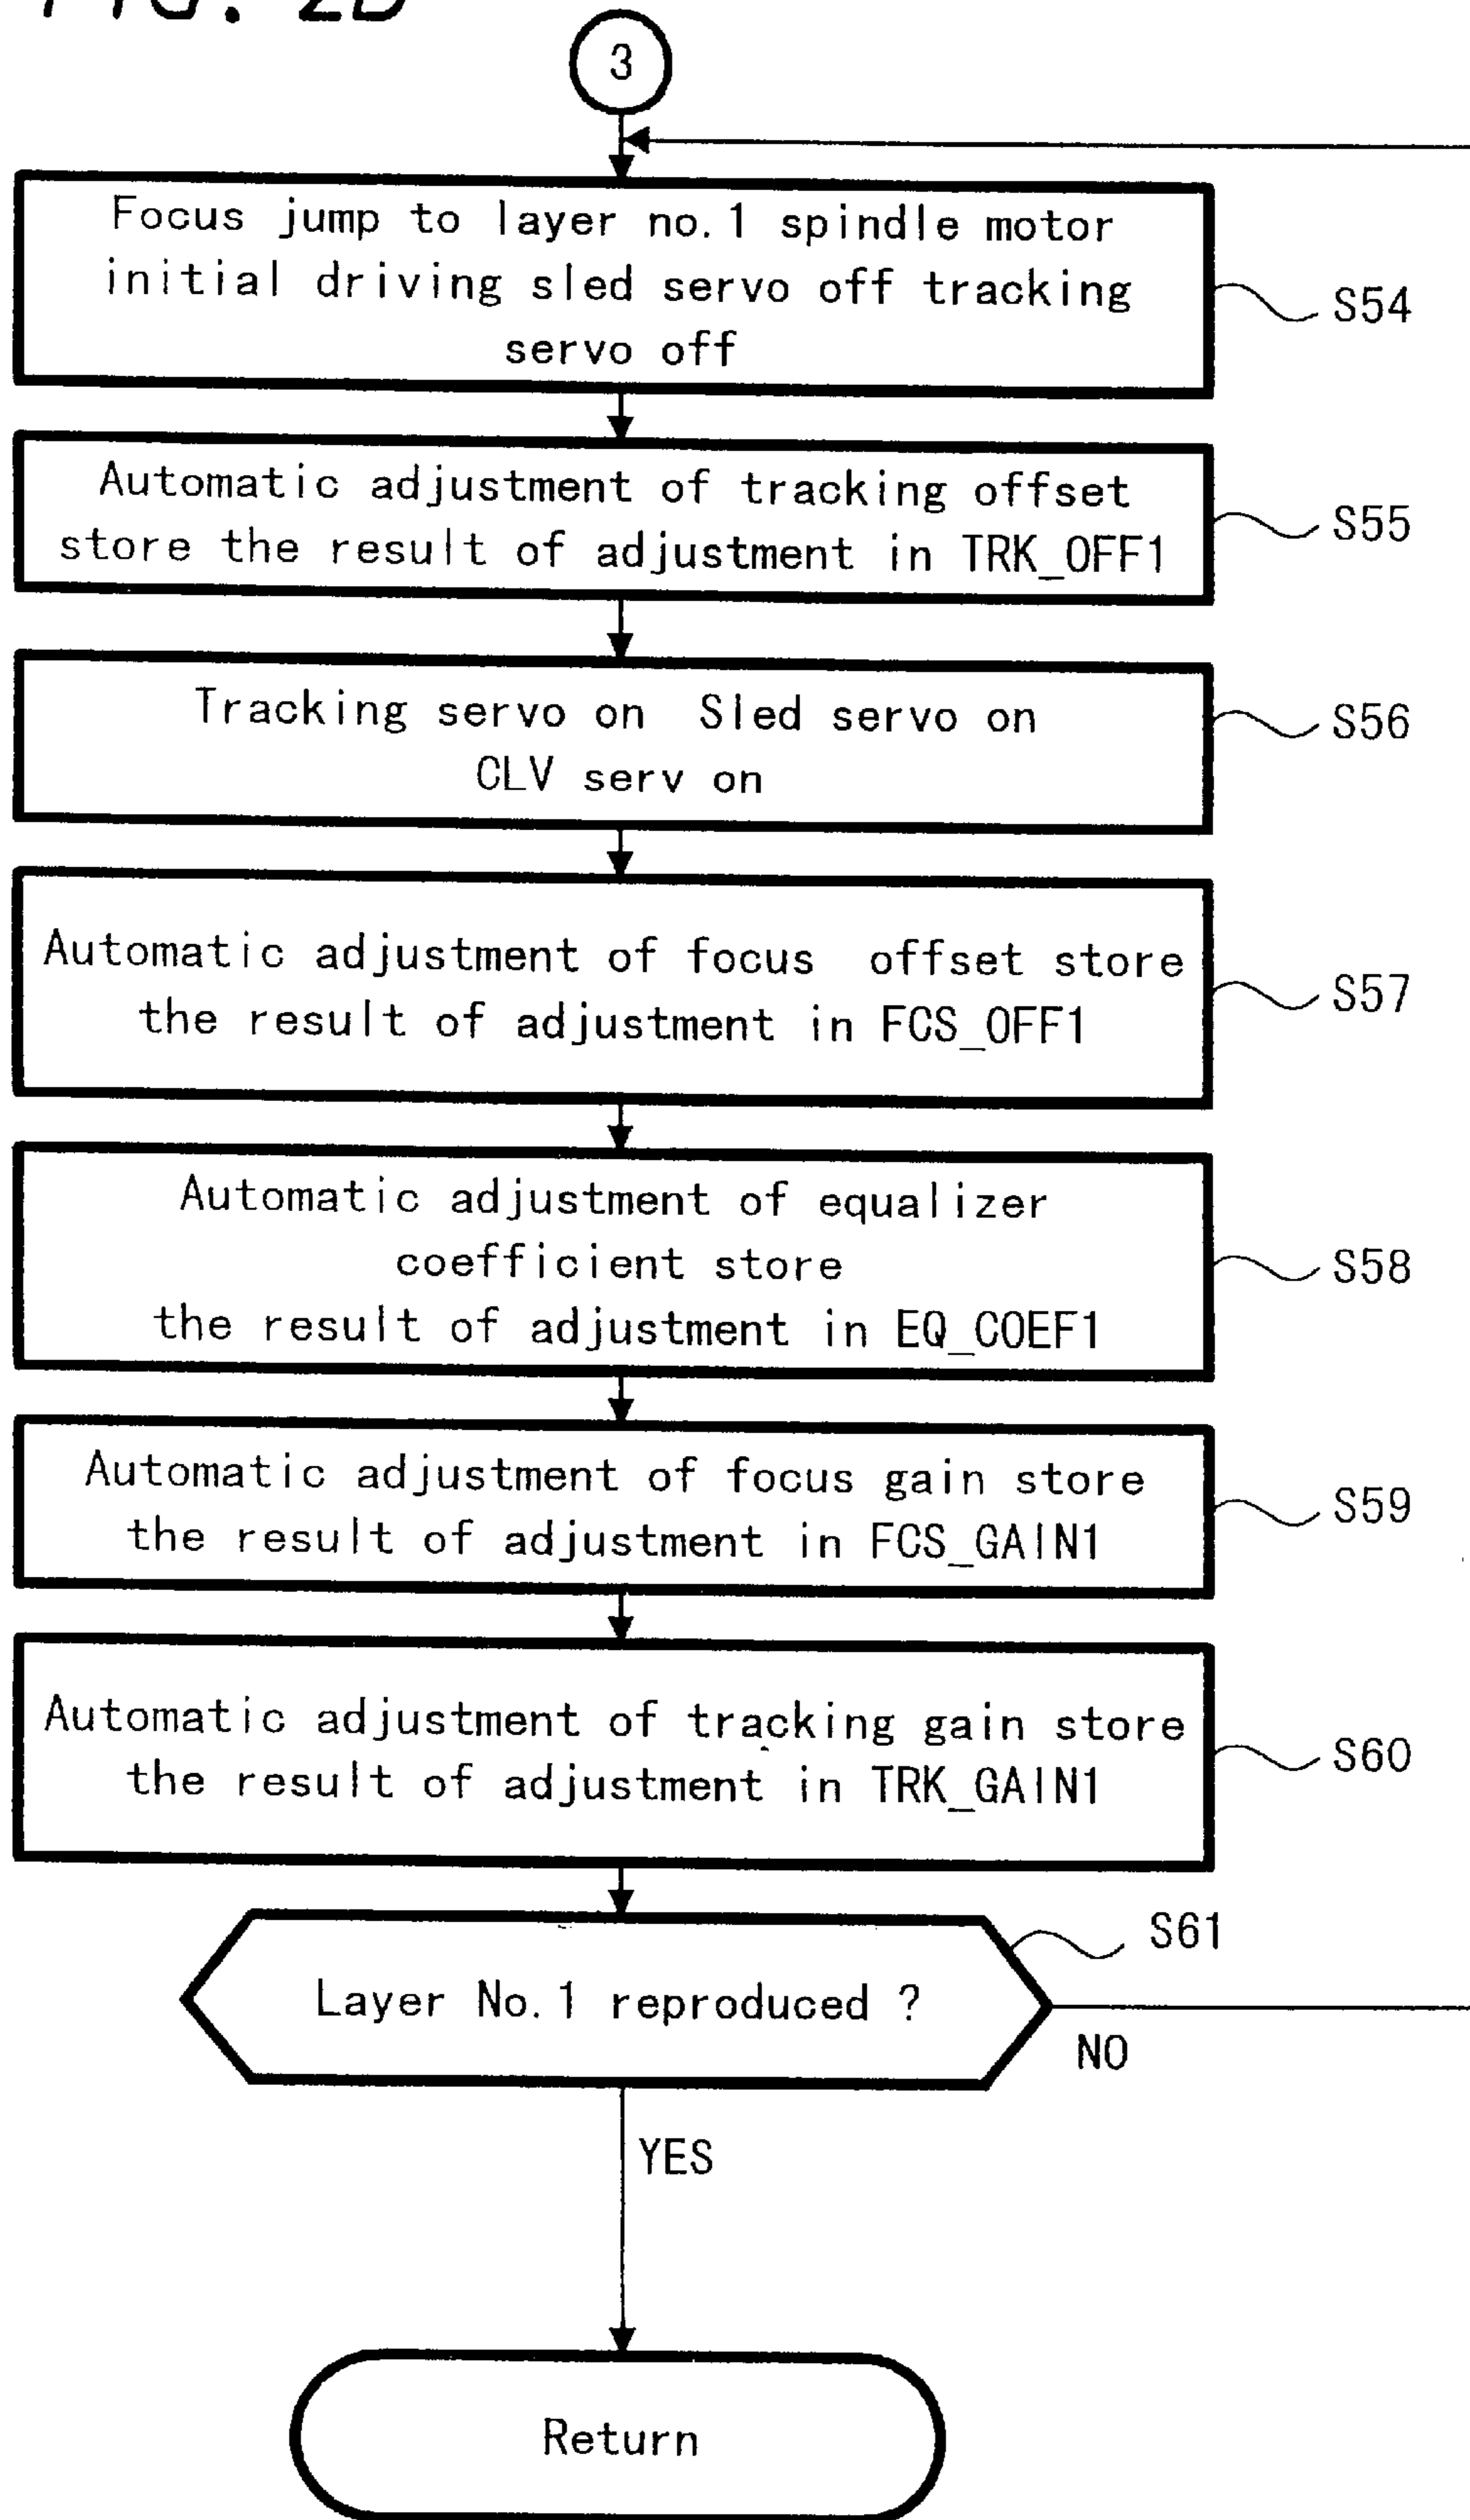 FIG. 2D
3
Focus jump to layer no.1 spindle motor
initial driving sled servo off tracking
servo off
S54
Automatic adjustment of tracking offset
store the result of adjustment in TRK_OFF1
S55
Tracking servo on Sled servo on
CLV serv on
S56
Automatic adjustment of focus offset store
the result of adjustment in FCS_OFF1
S57
Automatic adjustment of equalizer
coefficient store
the result of adjustment in EQ_COEF1
S58
Automatic adjustment of focus gain store
the result of adjustment in FCS_GAIN1
S59
Automatic adjustment of tracking gain store
the result of adjustment in TRK_GAIN1
S60
S61
Layer No.1 reproduced ?
NO
YES
Return